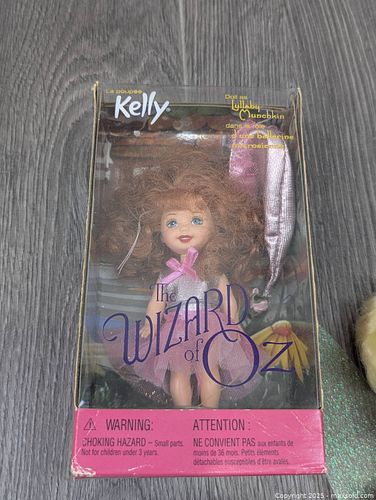 La poupée
Kelly
Doll as
Lullaby
Munchkin
dans le rôle
d'une ballerine
microsienne
The
WIZARD
of OZ
⚠ WARNING:
CHOKING HAZARD – Small parts.
Not for children under 3 years.
ATTENTION :
NE CONVIENT PAS aux enfants de
moins de 36 mois. Petits éléments
détachables susceptibles d'être avalés.
Copyright 2025 - maxsold.com